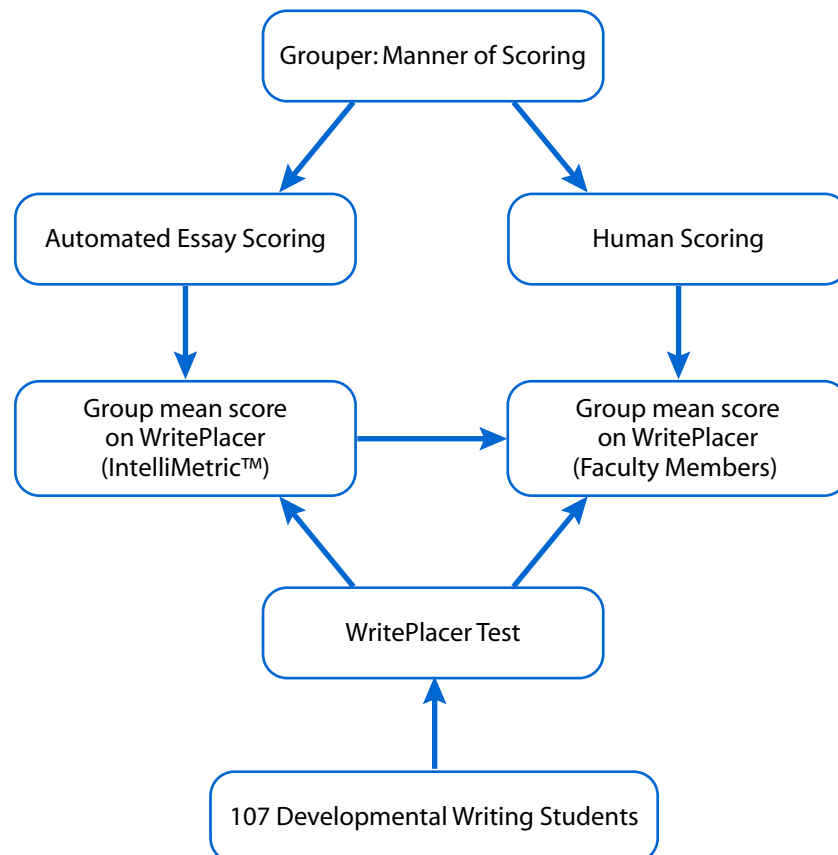 Grouper: Manner of Scoring
Automated Essay Scoring
Human Scoring
Group mean score
on WritePlacer
(IntelliMetric™)
Group mean score
on WritePlacer
(Faculty Members)
WritePlacer Test
107 Developmental Writing Students